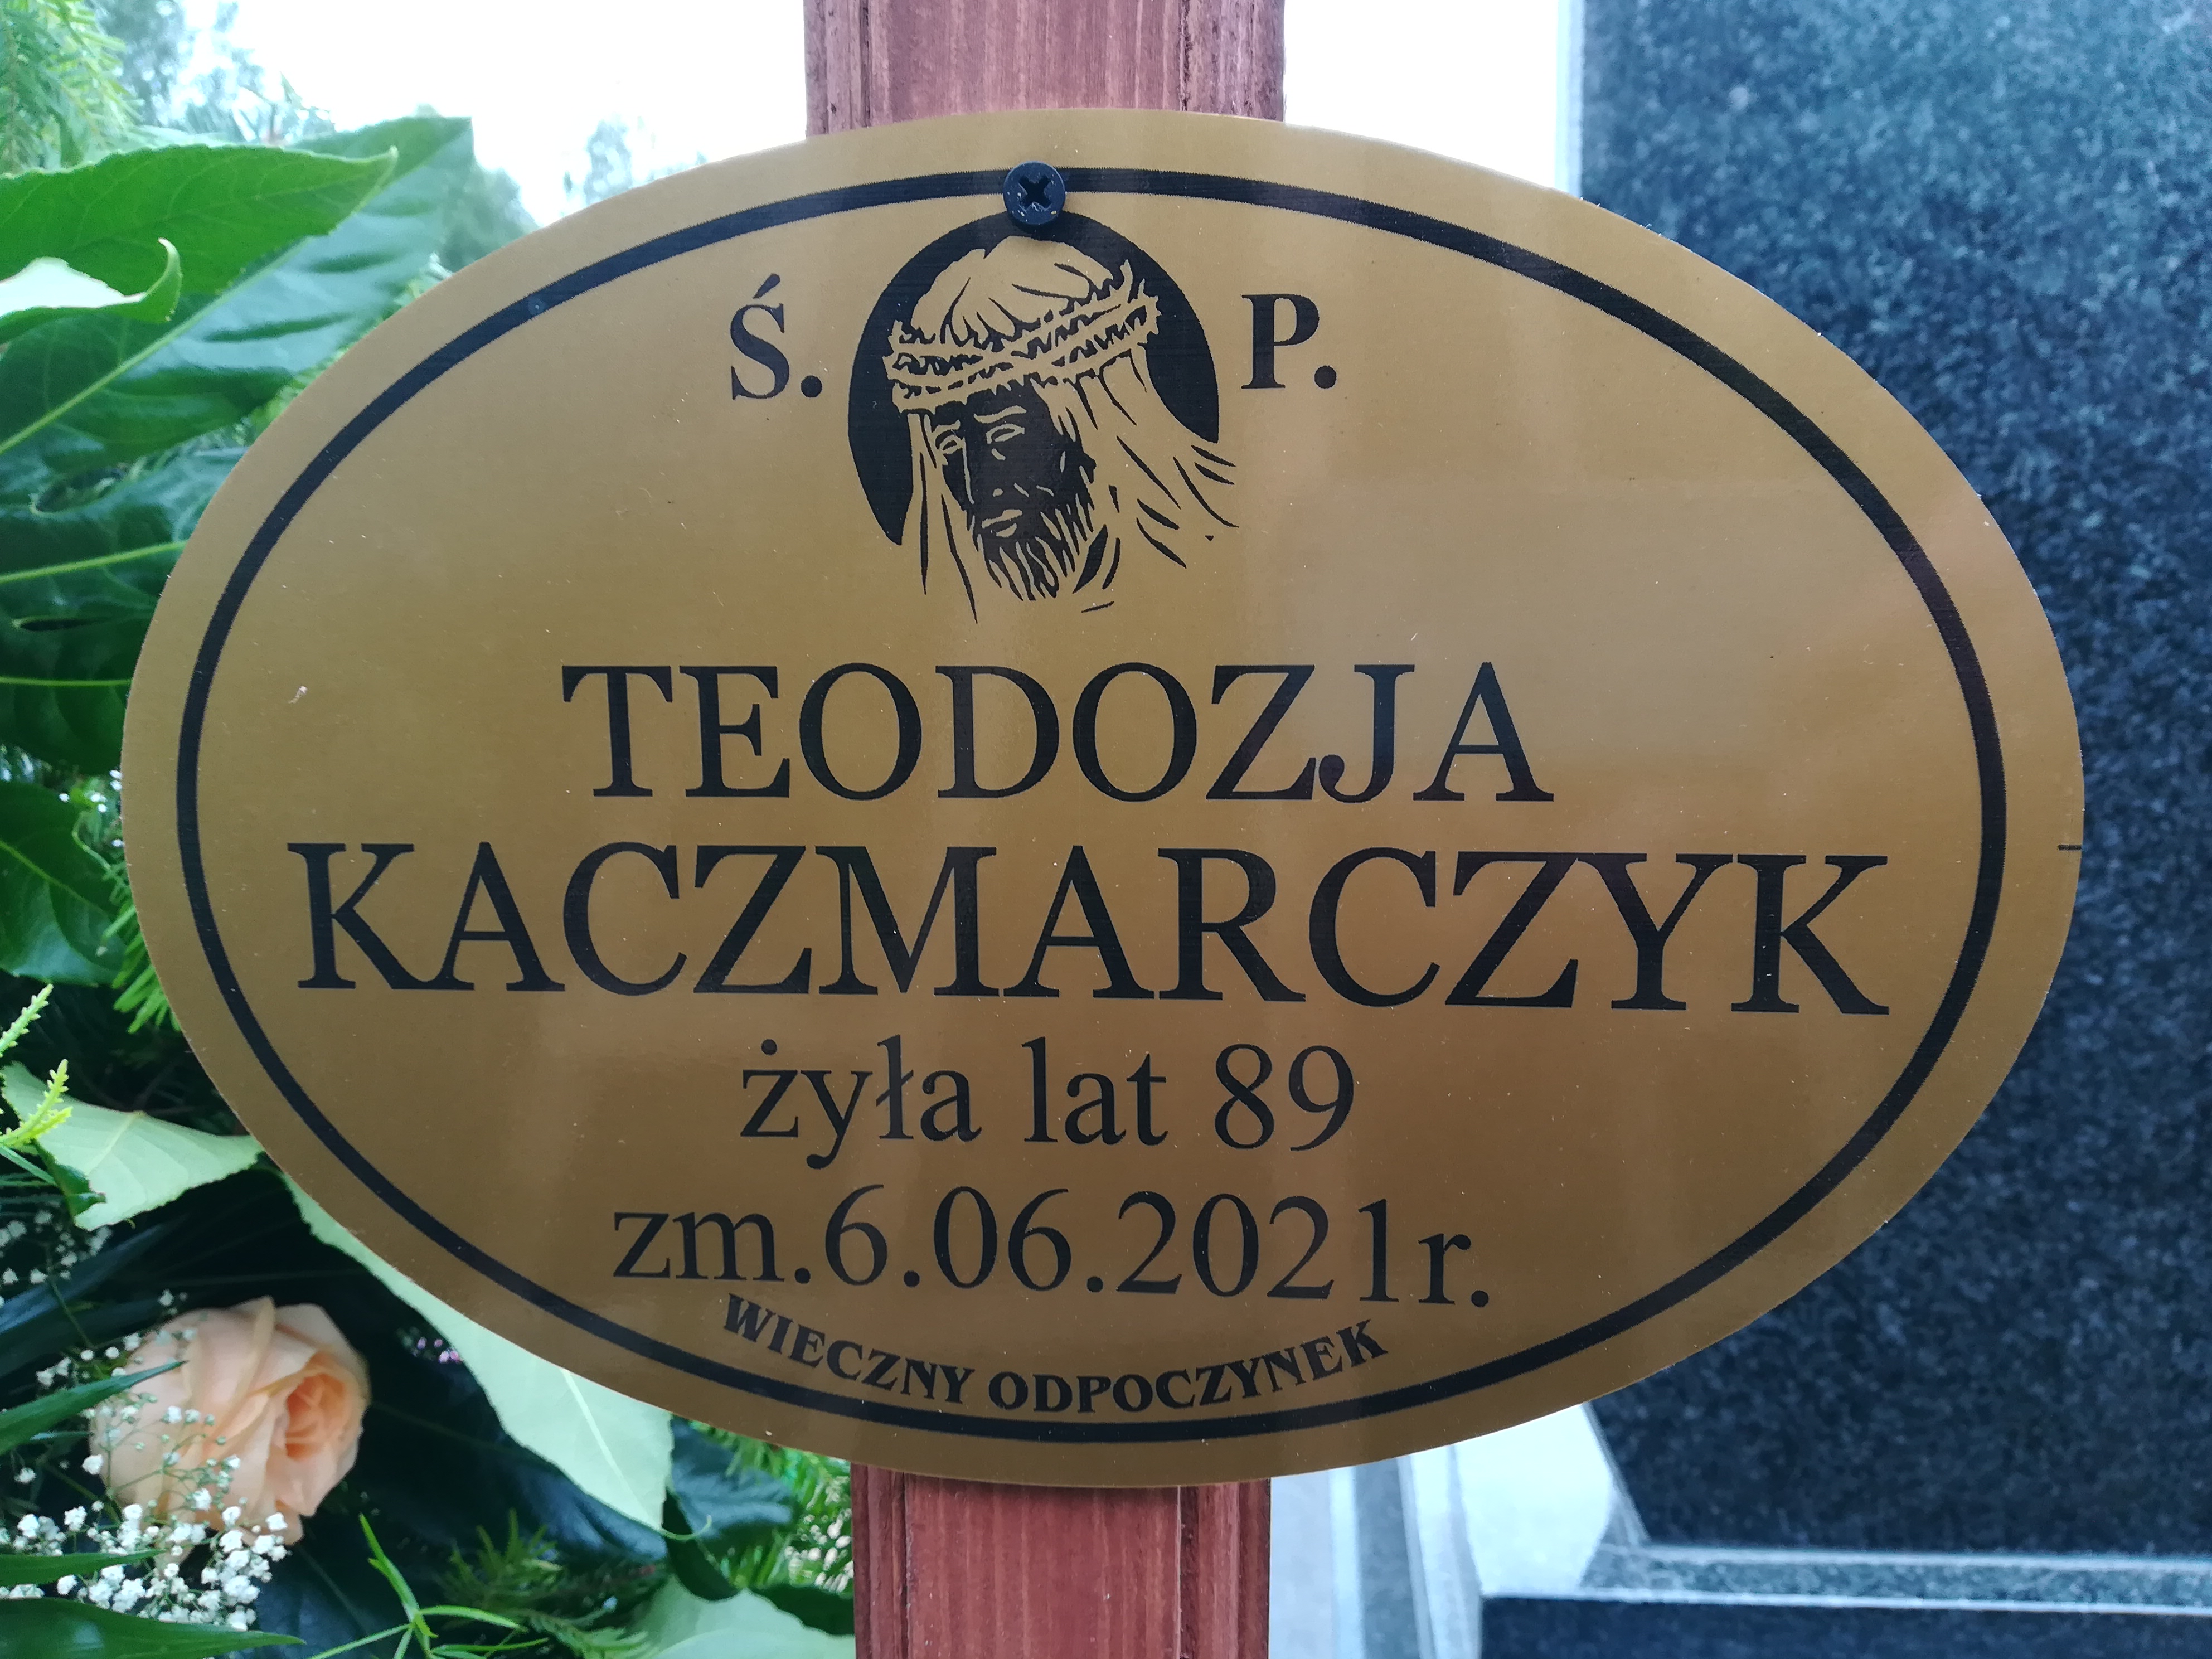 Ś. P.
TEODOZJA
KACZMARCZYK
żyła lat 89
zm.6.06.2021r.
WIECZNY ODPOCZYNEK